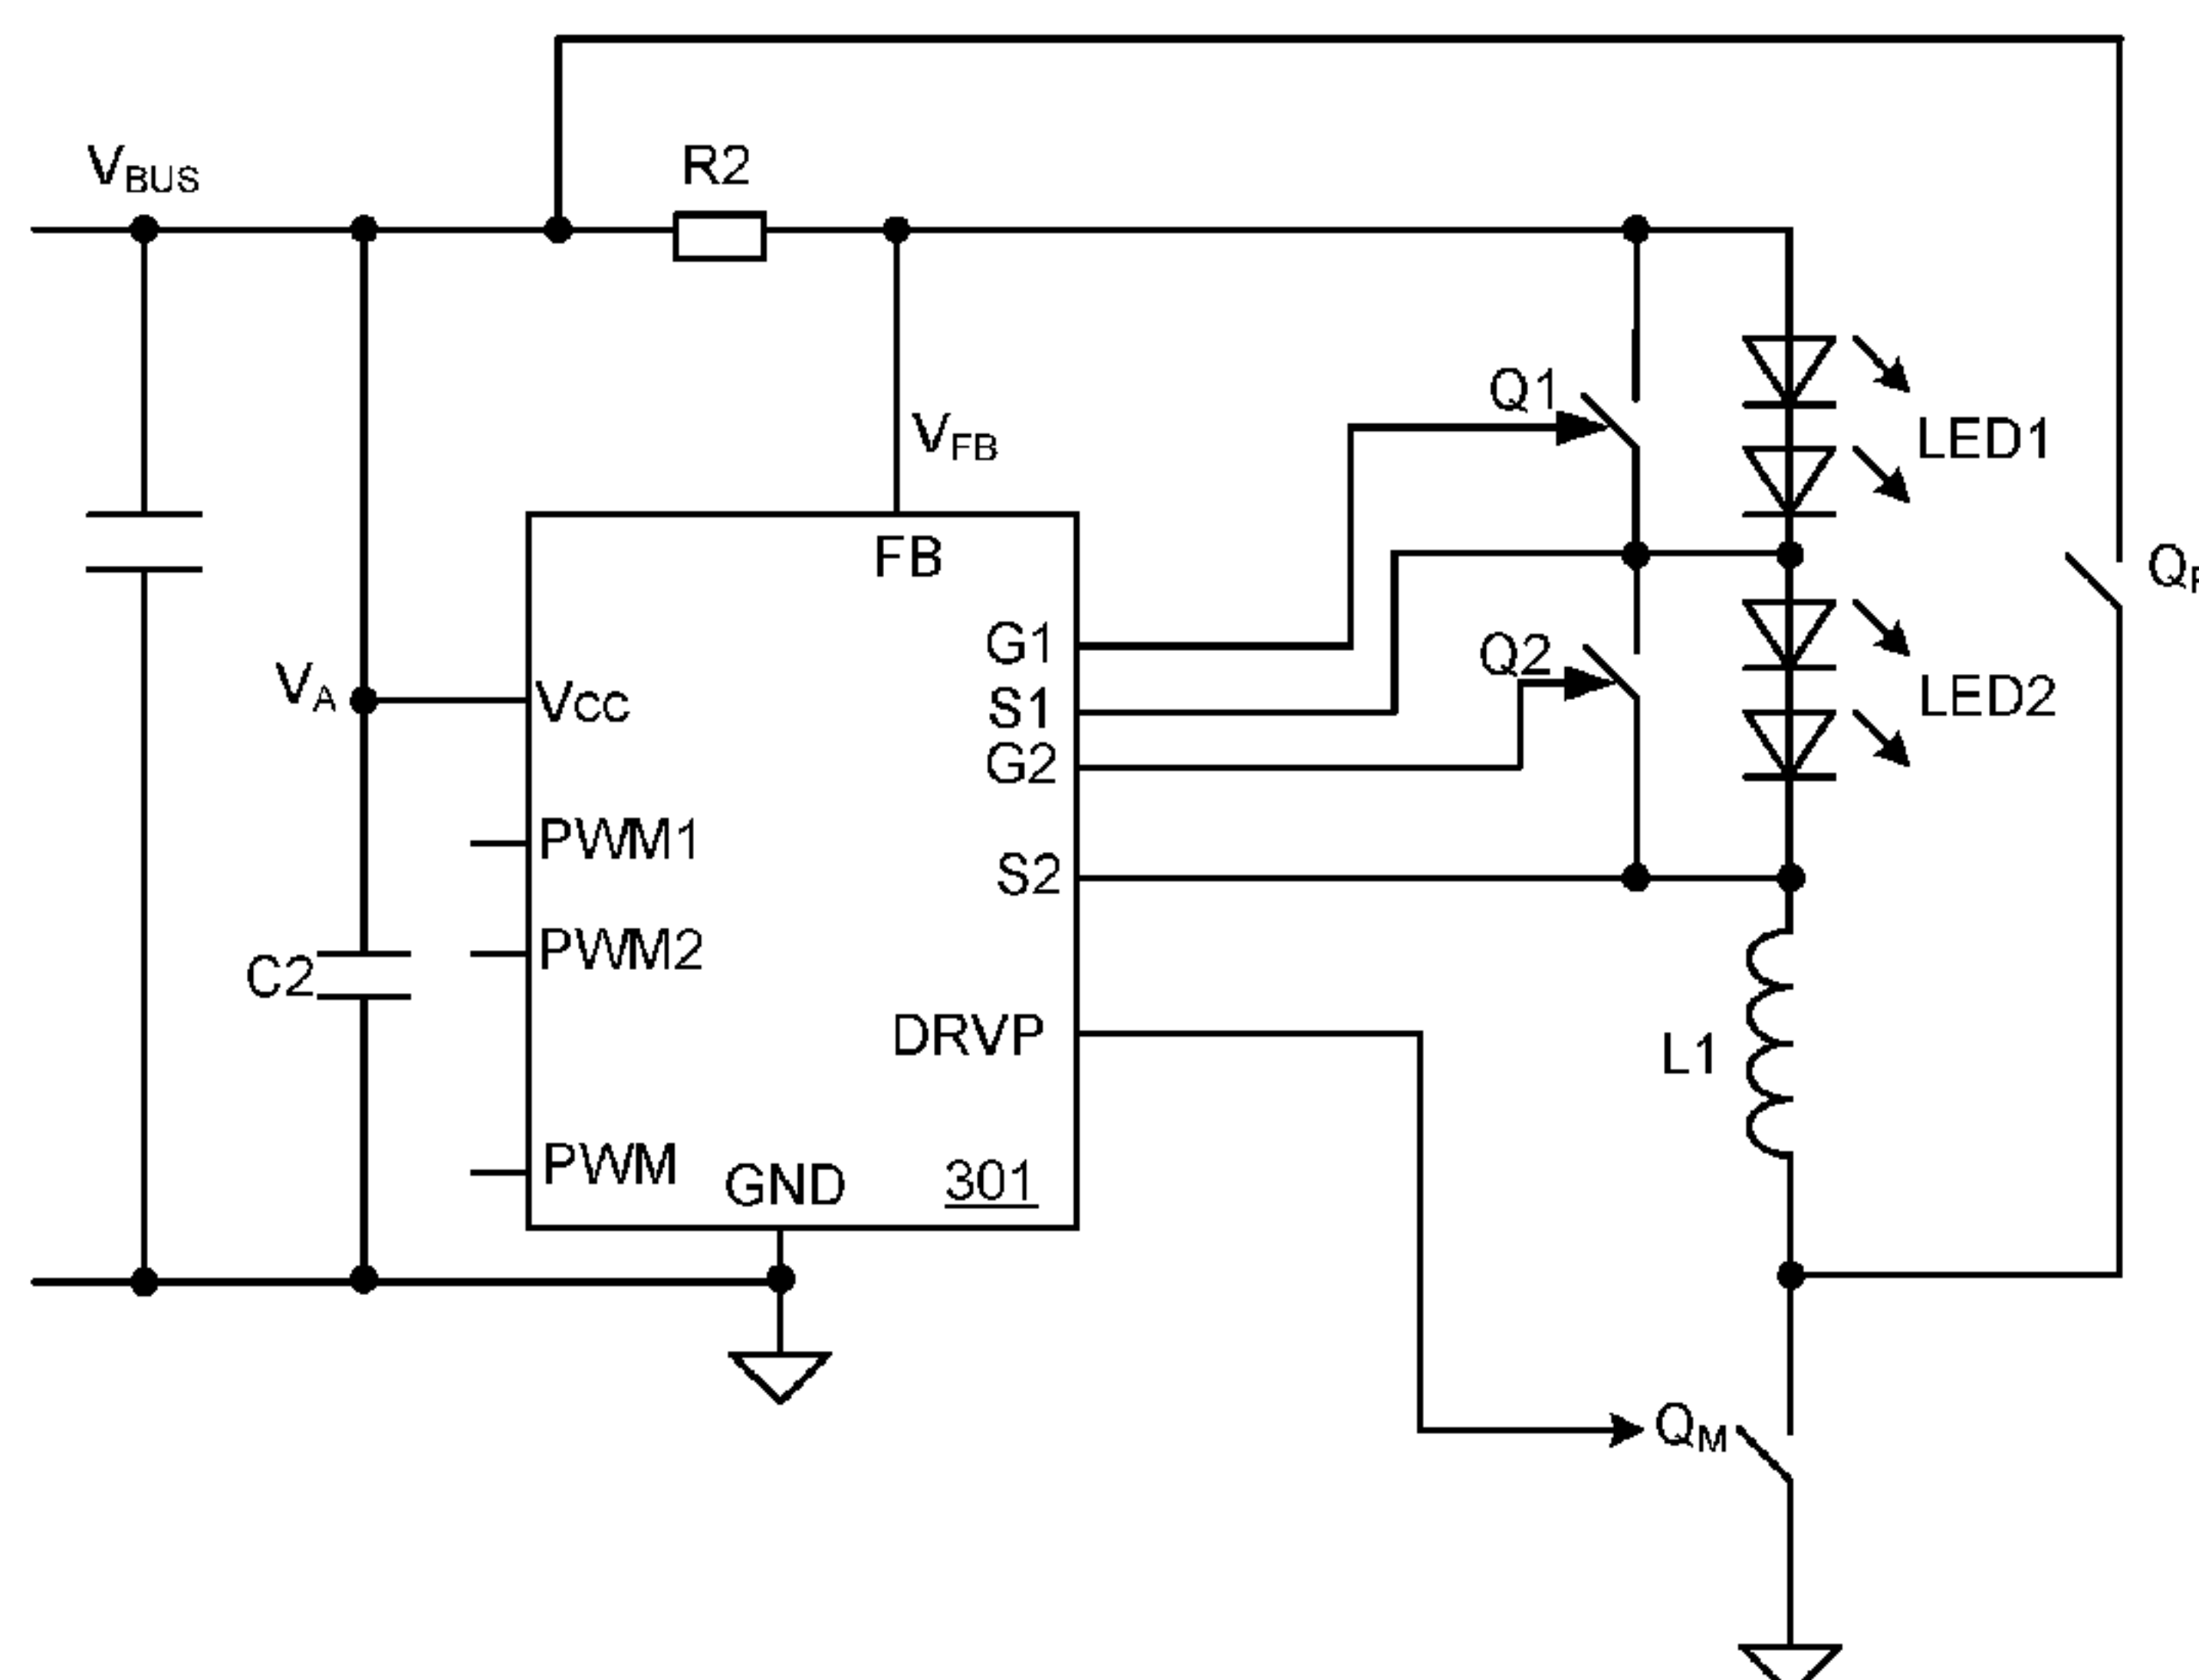 VBUS
R2
VFB
Q1
LED1
FB
QF
G1
Q2
VA
VCC
S1
LED2
G2
PWM1
S2
PWM2
C2
DRVP
L1
PWM
GND
301
QM